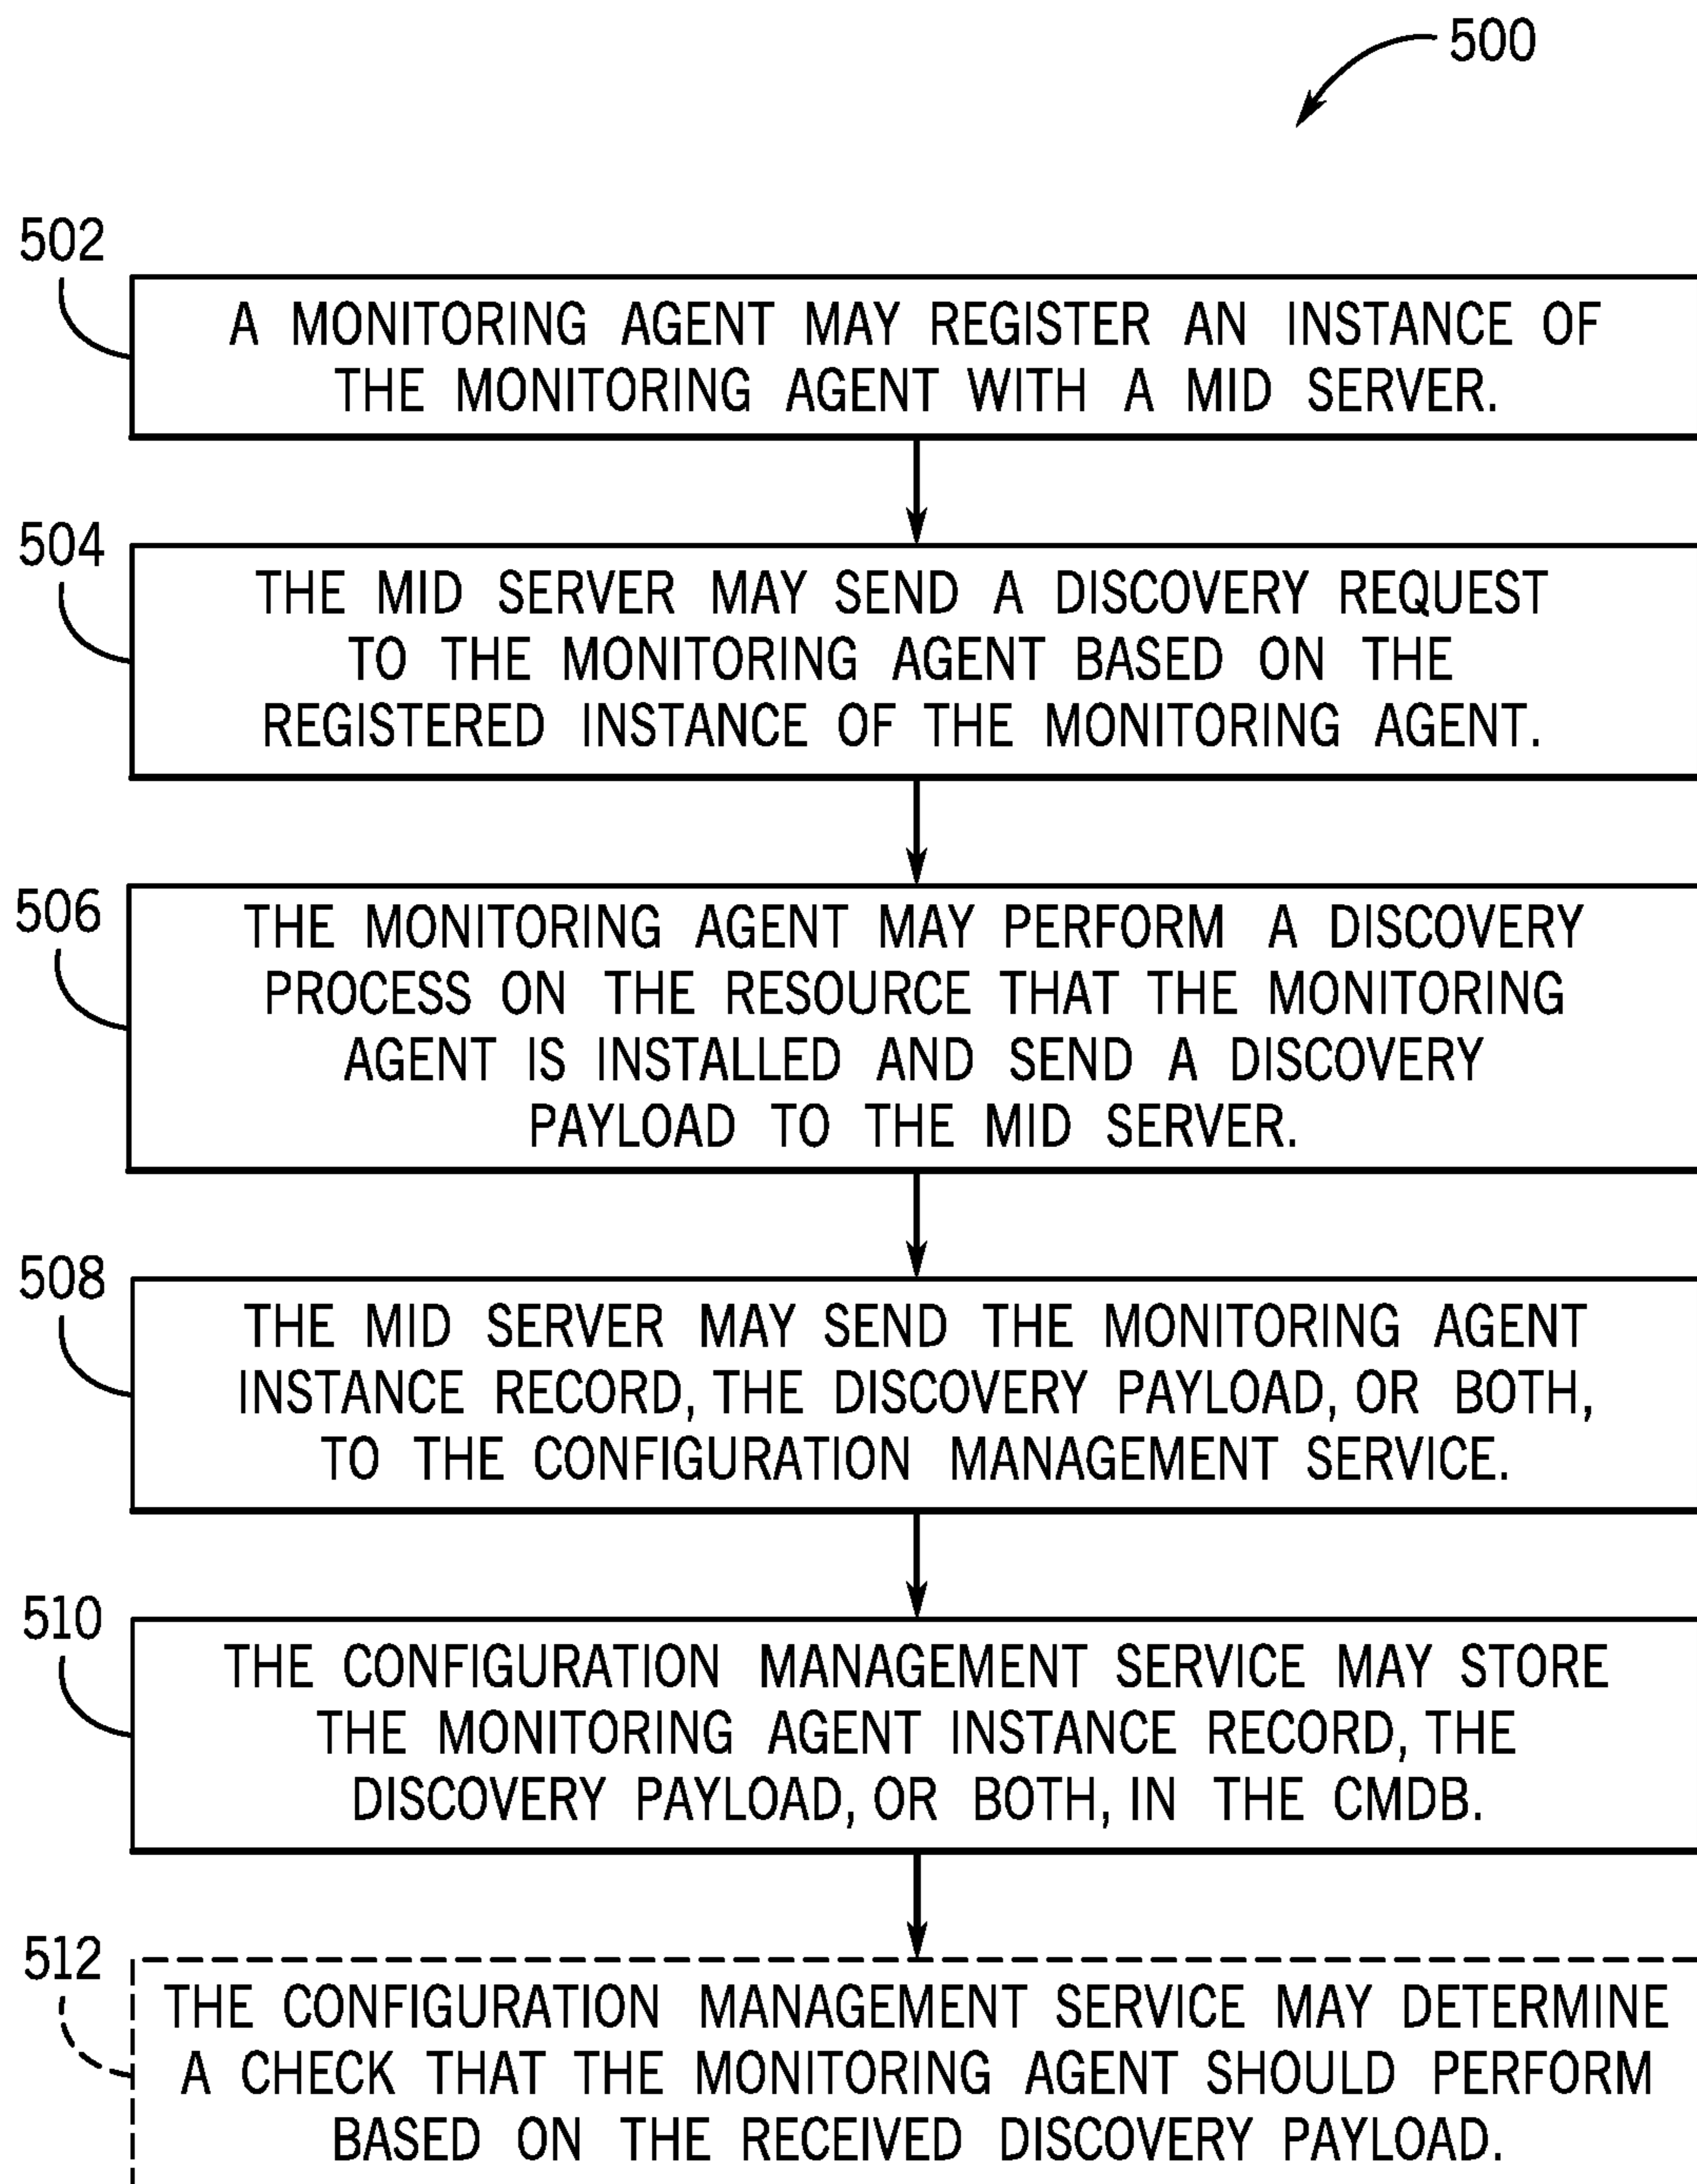 500
502
A MONITORING AGENT MAY REGISTER AN INSTANCE OF
THE MONITORING AGENT WITH A MID SERVER.
504
THE MID SERVER MAY SEND A DISCOVERY REQUEST
TO THE MONITORING AGENT BASED ON THE
REGISTERED INSTANCE OF THE MONITORING AGENT.
506
THE MONITORING AGENT MAY PERFORM A DISCOVERY
PROCESS ON THE RESOURCE THAT THE MONITORING
AGENT IS INSTALLED AND SEND A DISCOVERY
PAYLOAD TO THE MID SERVER.
508
THE MID SERVER MAY SEND THE MONITORING AGENT
INSTANCE RECORD, THE DISCOVERY PAYLOAD, OR BOTH,
TO THE CONFIGURATION MANAGEMENT SERVICE.
510
THE CONFIGURATION MANAGEMENT SERVICE MAY STORE
THE MONITORING AGENT INSTANCE RECORD, THE
DISCOVERY PAYLOAD, OR BOTH, IN THE CMDB.
512
THE CONFIGURATION MANAGEMENT SERVICE MAY DETERMINE
A CHECK THAT THE MONITORING AGENT SHOULD PERFORM
BASED ON THE RECEIVED DISCOVERY PAYLOAD.